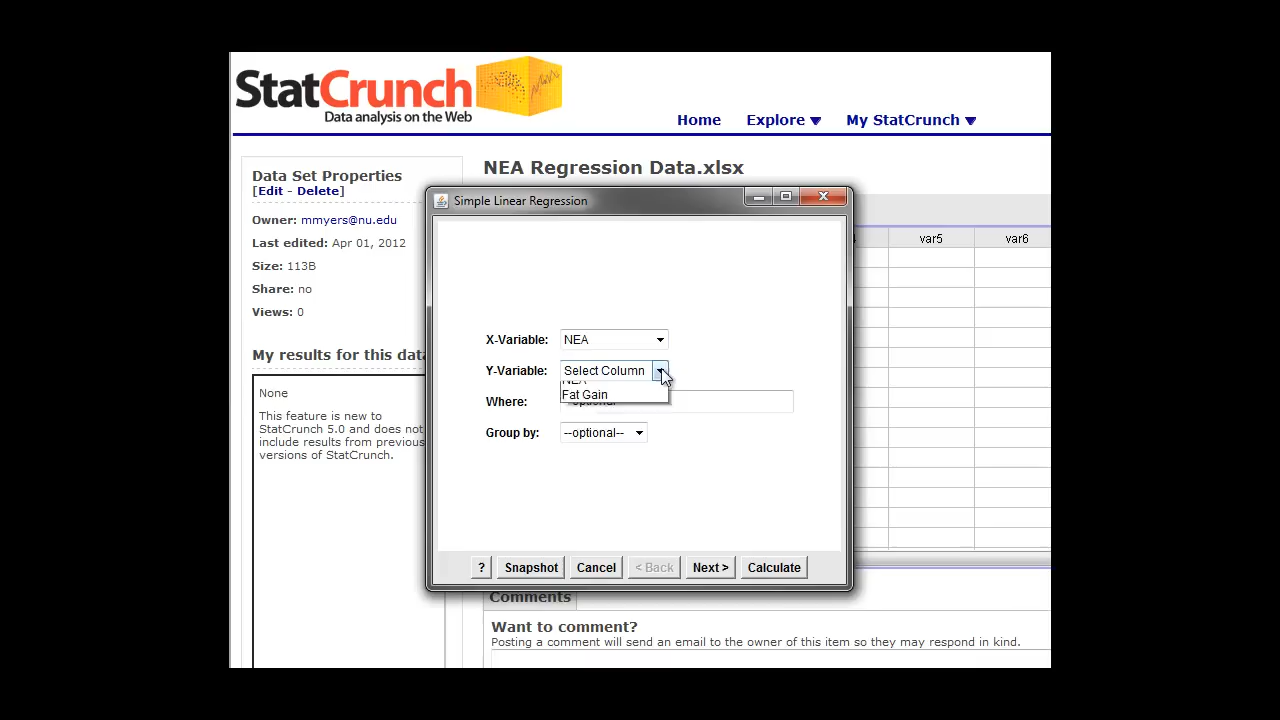 StatCrunch
Data analysis on the Web
Home Explore My StatCrunch
Data Set Properties
[Edit - Delete]
Owner: mmyers@nu.edu
Last edited: Apr 01, 2012
Size: 113B
Share: no
Views: 0
My results for this data
None
This feature is new to
StatCrunch 5.0 and does not
include results from previous
versions of StatCrunch.
NEA Regression Data.xlsx
var5 var6
Simple Linear Regression
X-Variable: NEA
Y-Variable: Select Column
NEA
Fat Gain
Where: --optional--
Group by: --optional--
? Snapshot Cancel < Back Next > Calculate
Comments
Want to comment?
Posting a comment will send an email to the owner of this item so they may respond in kind.